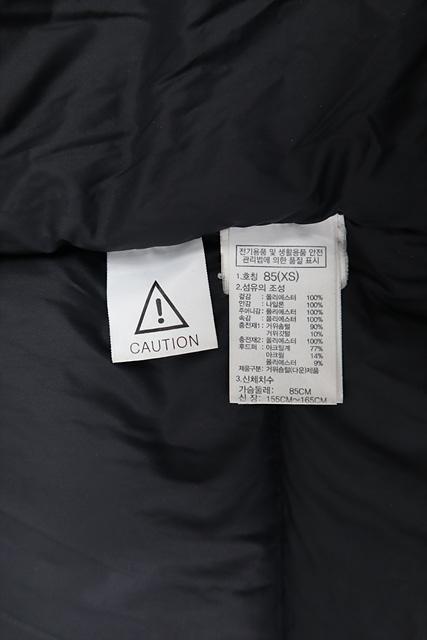 CAUTION
전기용품 및 생활용품 안전
관리법에 의한 품질 표시
1.호칭 85(XS)
2.섬유의 조성
겉감 : 폴리에스터 100%
안감 : 나일론 100%
주머니감 : 폴리에스터 100%
속감 : 폴리에스터 100%
충전재1 : 거위솜털 90%
거위깃털 10%
충전재2 : 폴리에스터 100%
후드퍼 : 아크릴계 77%
아크릴 14%
폴리에스터 9%
제품구분: 거위솜털(다운)제품
3.신체치수
가슴둘레: 85CM
신 장: 155CM~165CM